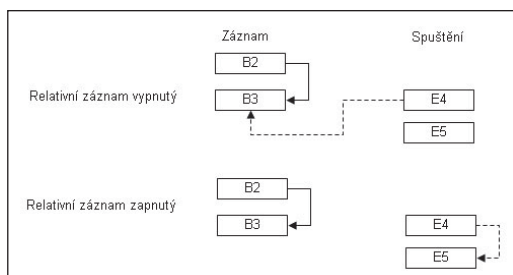 Záznam Spuštění
B2
Relativní záznam vypnutý B3 E4
E5
B2
Relativní záznam zapnutý
B3 E4
E5